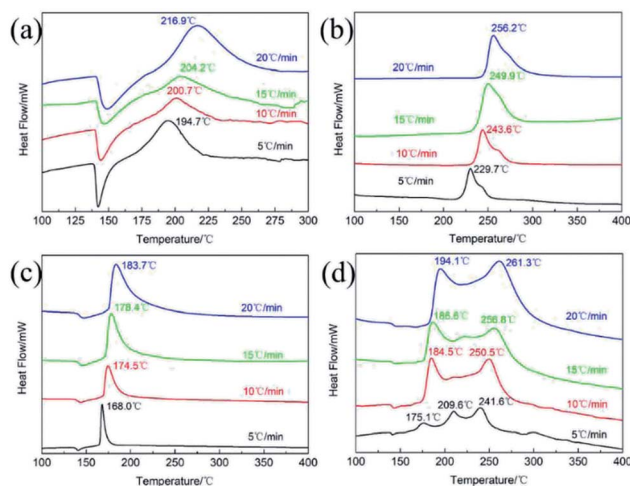 (a)
216.9℃
20℃/min
204.2℃
15℃/min
200.7℃
10℃/min
194.7℃
5℃/min
Heat Flow/mW
100 125 150 175 200 225 250 275 300
Temperature/℃
(b)
256.2℃
20℃/min
249.9℃
15℃/min
243.6℃
10℃/min
229.7℃
5℃/min
Heat Flow/mW
100 150 200 250 300 350 400
Temperature/℃
(c)
183.7℃
20℃/min
178.4℃
15℃/min
174.5℃
10℃/min
168.0℃
5℃/min
Heat Flow/mW
100 150 200 250 300 350 400
Temperature/℃
(d)
194.1℃ 261.3℃
20℃/min
186.6℃ 256.8℃
15℃/min
184.5℃ 250.5℃
10℃/min
175.1℃ 209.6℃ 241.6℃
5℃/min
Heat Flow/mW
100 150 200 250 300 350 400
Temperature/℃